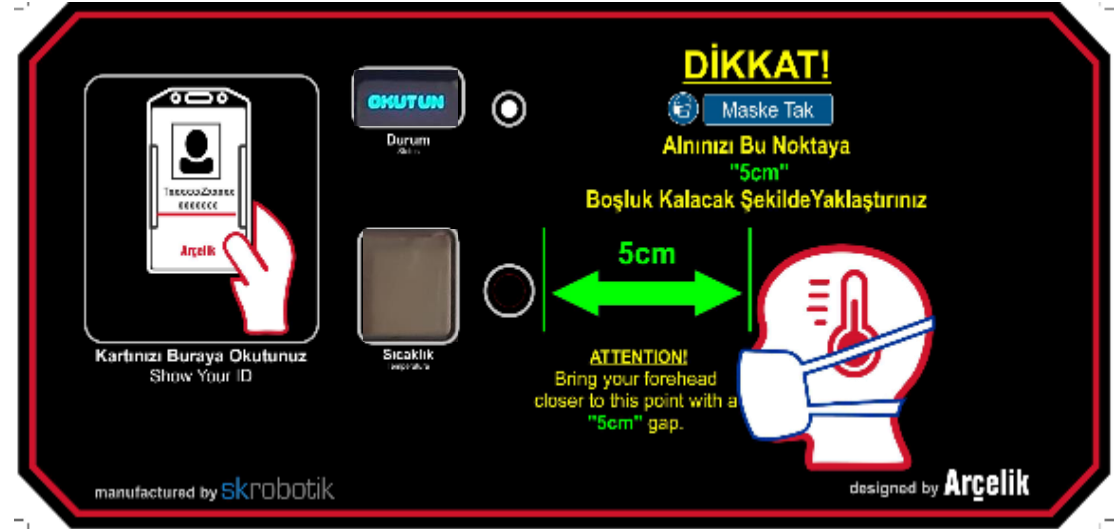 Arçelik
Kartınızı Buraya Okutunuz
Show Your ID
OKUTUN
Durum
Status
Sıcaklık
Temperature
DİKKAT!
Maske Tak
Alnınızı Bu Noktaya
"5cm"
Boşluk Kalacak ŞekildeYaklaştırınız
5cm
ATTENTION!
Bring your forehead
closer to this point with a
"5cm" gap.
manufactured by skrobotik
designed by Arçelik